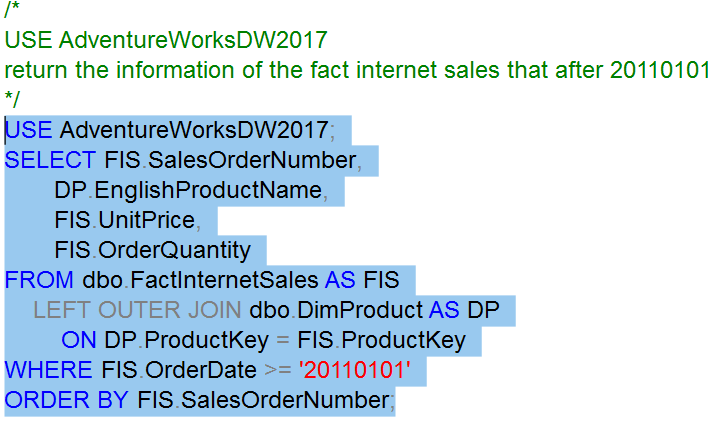 /*
USE AdventureWorksDW2017
return the information of the fact internet sales that after 20110101
*/
USE AdventureWorksDW2017;
SELECT FIS.SalesOrderNumber,
DP.EnglishProductName,
FIS.UnitPrice,
FIS.OrderQuantity
FROM dbo.FactInternetSales AS FIS
LEFT OUTER JOIN dbo.DimProduct AS DP
ON DP.ProductKey = FIS.ProductKey
WHERE FIS.OrderDate >= '20110101'
ORDER BY FIS.SalesOrderNumber;